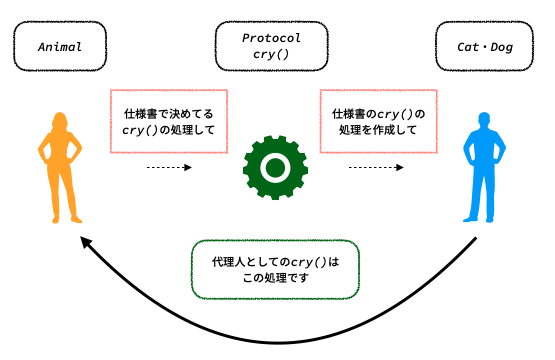 Animal
Protocol
cry()
Cat・Dog
仕様書で決めてる
cry()の処理して
仕様書のcry()の
処理を作成して
代理人としてのcry()は
この処理です